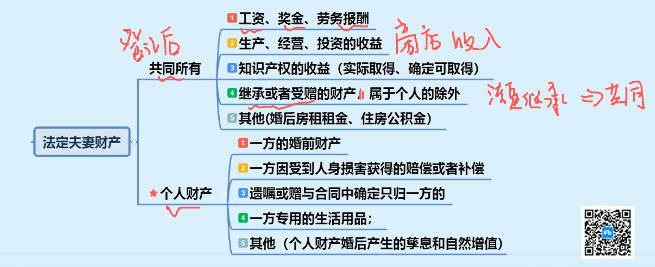 登记后
1 工资、奖金、劳务报酬
2 生产、经营、投资的收益
商店收入
共同所有
3 知识产权的收益（实际取得、确定可取得）
4 继承或者受赠的财产，属于个人的除外
法定继承⇒共同
5 其他(婚后房租租金、住房公积金）
法定夫妻财产
1 一方的婚前财产
2 一方因受到人身损害获得的赔偿或者补偿
★ 个人财产
3 遗嘱或赠与合同中确定只归一方的
4 一方专用的生活用品；
5 其他（个人财产婚后产生的孳息和自然增值）